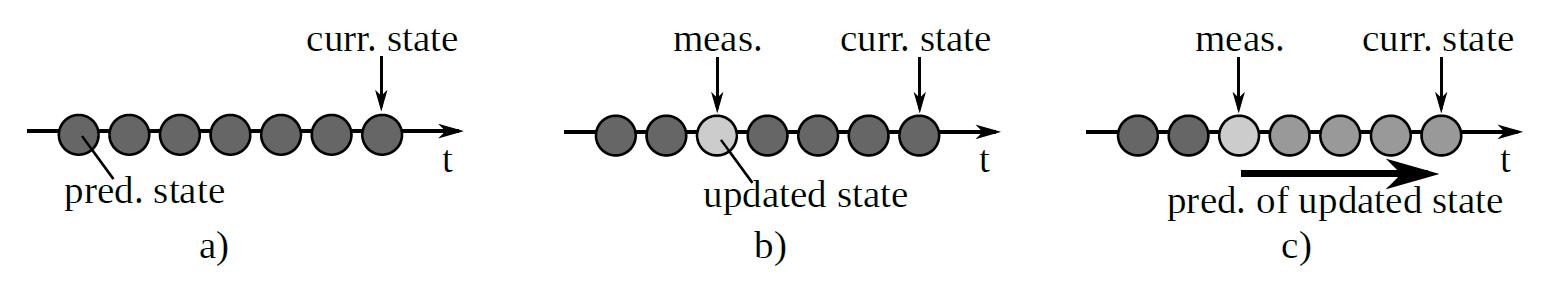 curr. state
t
pred. state
a)
meas.
curr. state
t
updated state
b)
meas.
curr. state
t
pred. of updated state
c)